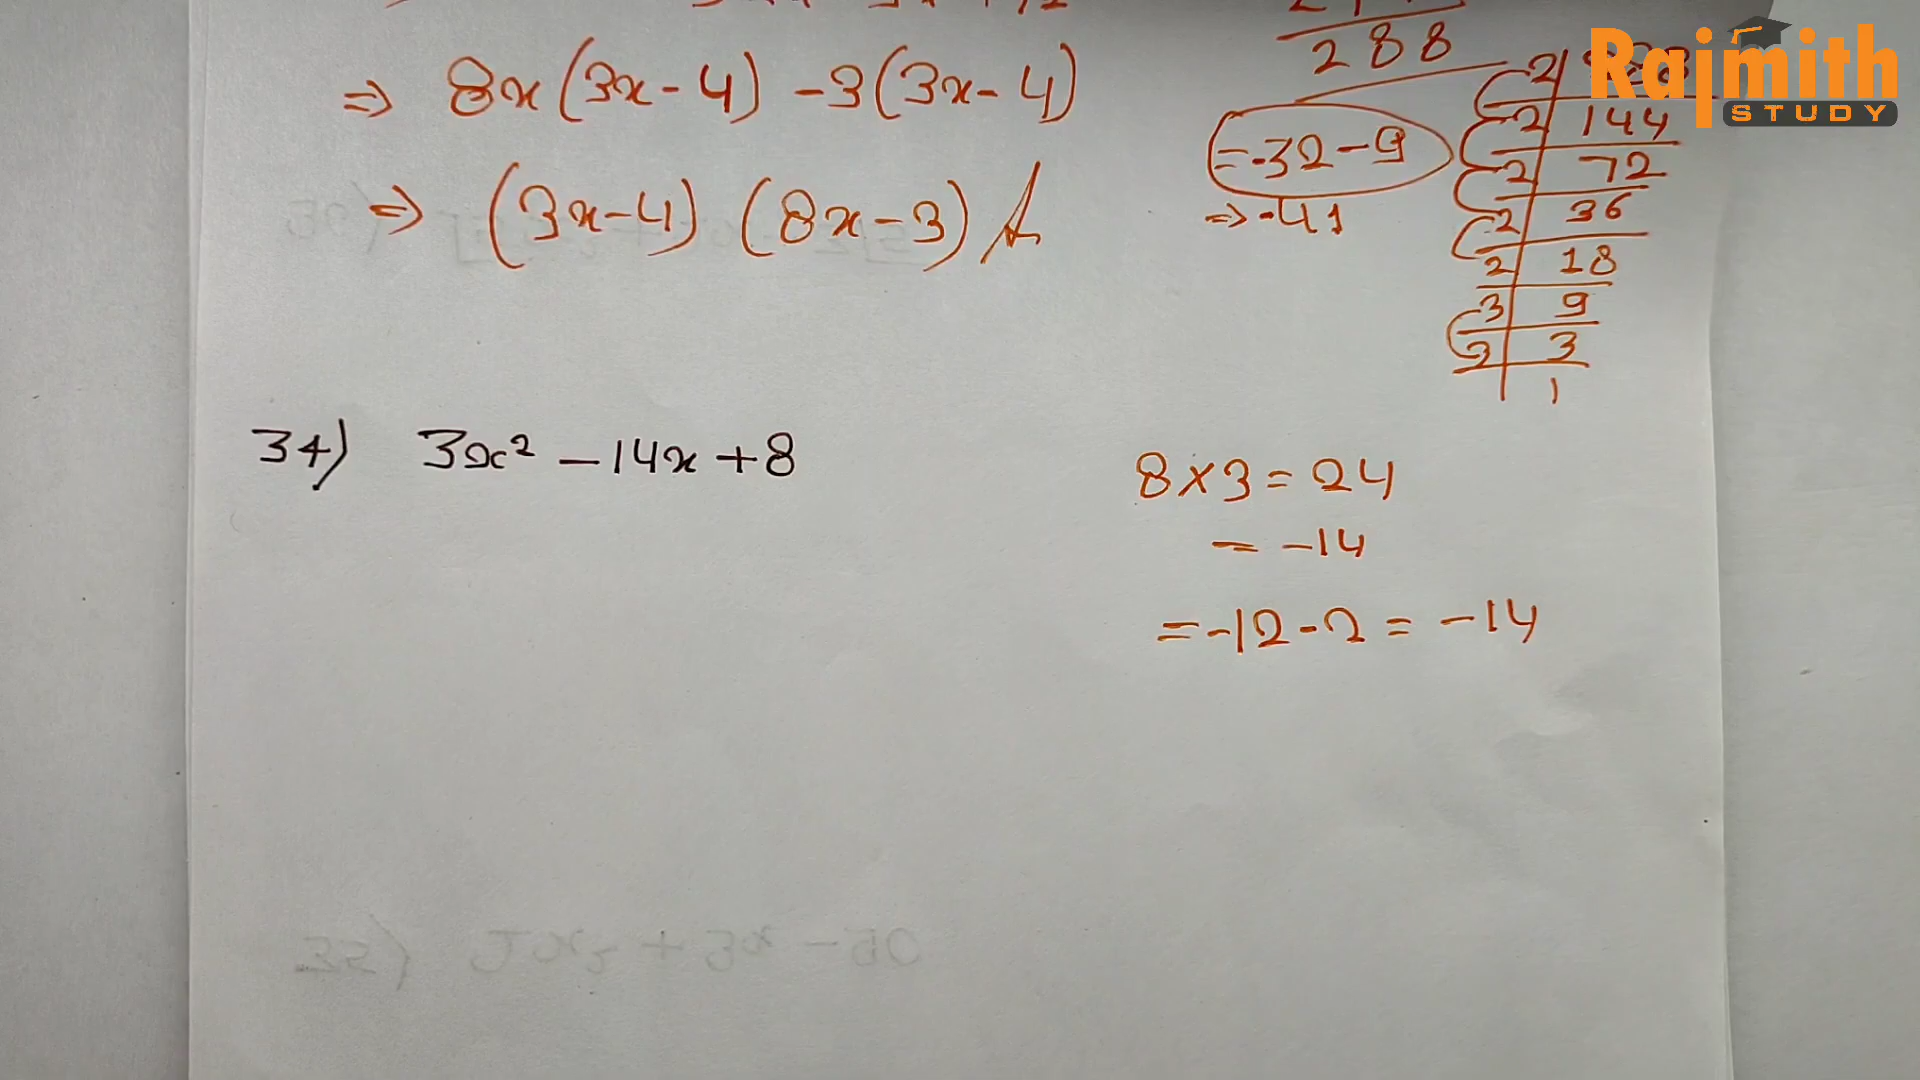 ⇒ 8x(3x-4) -3(3x-4)
⇒ (3x-4) (8x-3)
288
= -32-9
⇒ -41
2
2 144
2 72
2 36
2 18
3 9
3 3
1
Rajmith
STUDY
34) 3x² - 14x + 8
8 × 3 = 24
= -14
= -12 - 2 = -14